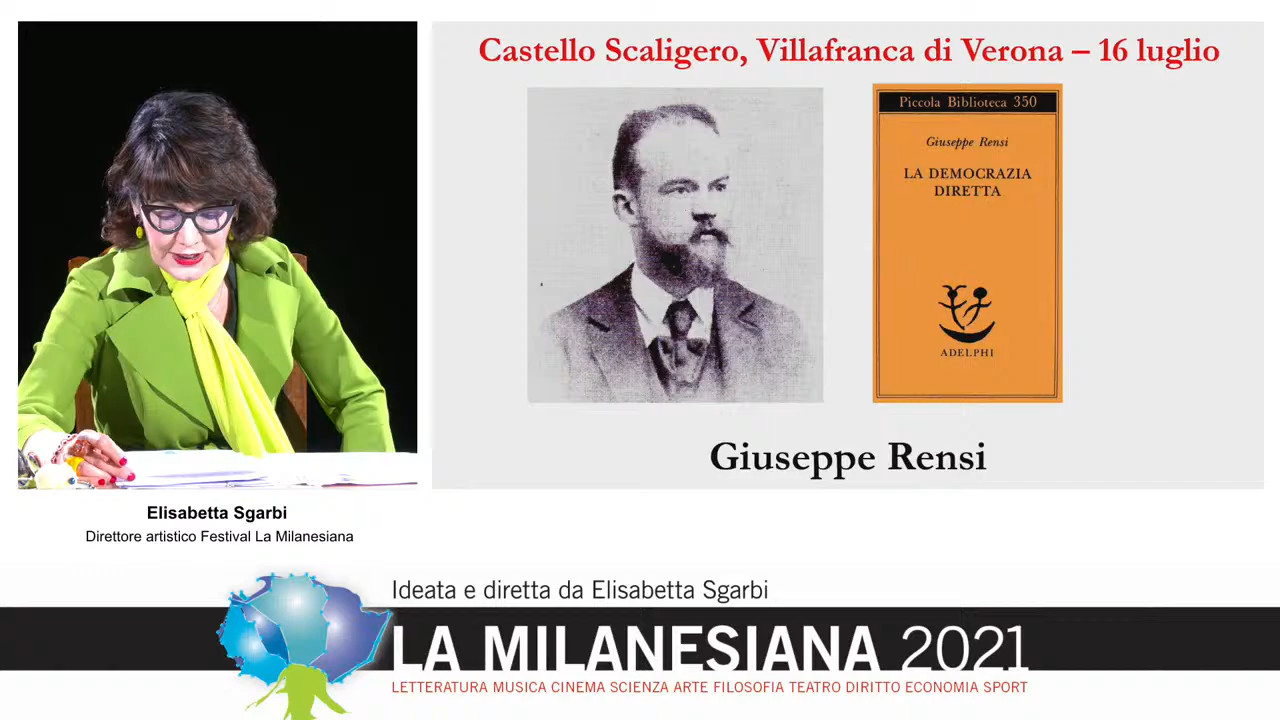 Castello Scaligero, Villafranca di Verona – 16 luglio
Piccola Biblioteca 350
Giuseppe Rensi
LA DEMOCRAZIA
DIRETTA
ADELPHI
Giuseppe Rensi
Elisabetta Sgarbi
Direttore artistico Festival La Milanesiana
Ideata e diretta da Elisabetta Sgarbi
LA MILANESIANA 2021
LETTERATURA MUSICA CINEMA SCIENZA ARTE FILOSOFIA TEATRO DIRITTO ECONOMIA SPORT